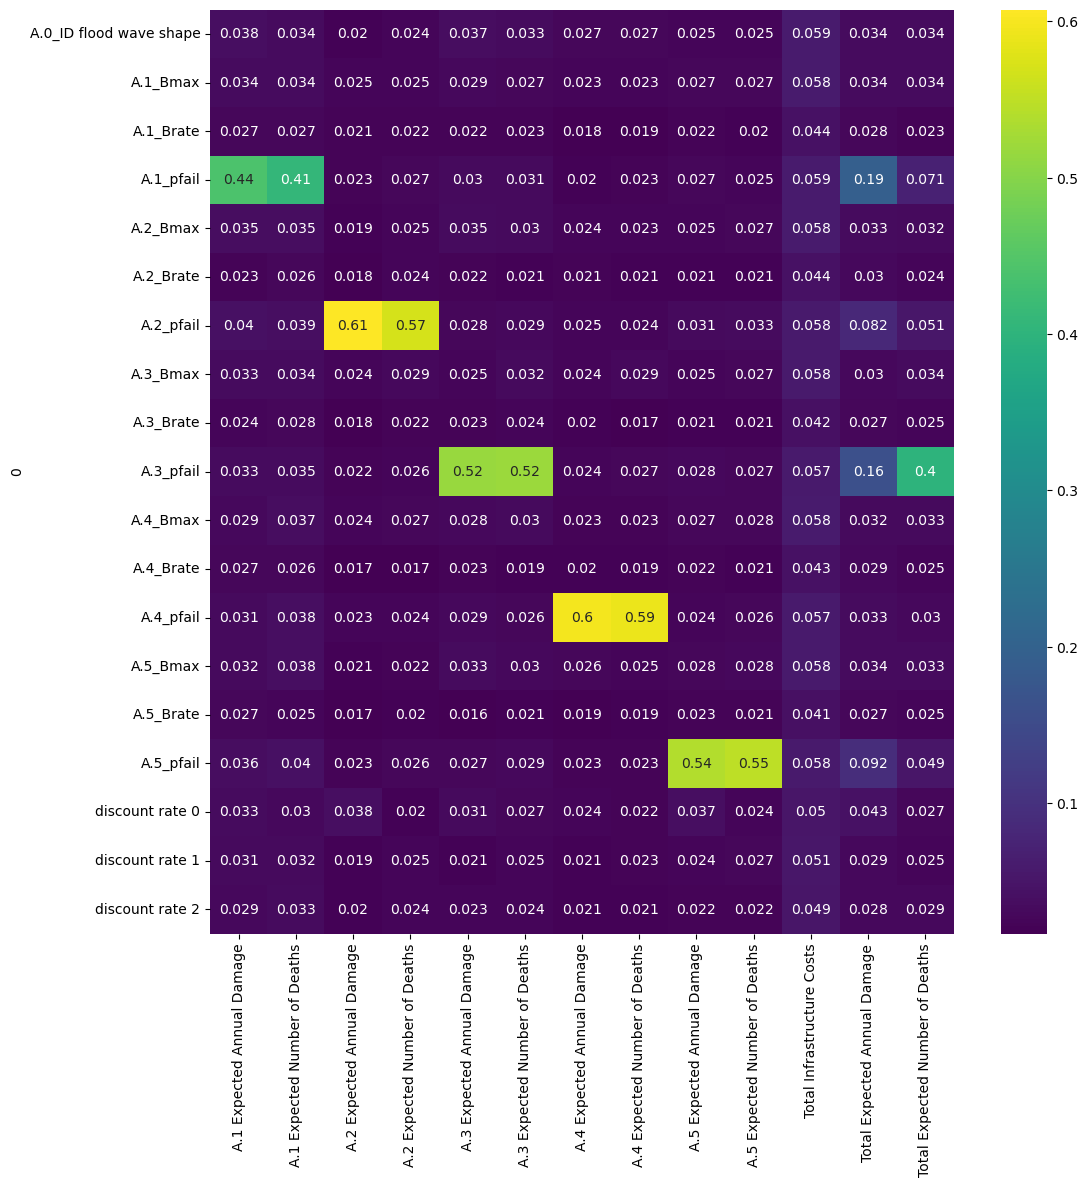 A.0_ID flood wave shape 0.038 0.034 0.02 0.024 0.037 0.033 0.027 0.027 0.025 0.025 0.059 0.034 0.034
A.1_Bmax 0.034 0.034 0.025 0.025 0.029 0.027 0.023 0.023 0.027 0.027 0.058 0.034 0.034
A.1_Brate 0.027 0.027 0.021 0.022 0.022 0.023 0.018 0.019 0.022 0.02 0.044 0.028 0.023
A.1_pfail 0.44 0.41 0.023 0.027 0.03 0.031 0.02 0.023 0.027 0.025 0.059 0.19 0.071
A.2_Bmax 0.035 0.035 0.019 0.025 0.035 0.03 0.024 0.023 0.025 0.027 0.058 0.033 0.032
A.2_Brate 0.023 0.026 0.018 0.024 0.022 0.021 0.021 0.021 0.021 0.021 0.044 0.03 0.024
A.2_pfail 0.04 0.039 0.61 0.57 0.028 0.029 0.025 0.024 0.031 0.033 0.058 0.082 0.051
A.3_Bmax 0.033 0.034 0.024 0.029 0.025 0.032 0.024 0.029 0.025 0.027 0.058 0.03 0.034
A.3_Brate 0.024 0.028 0.018 0.022 0.023 0.024 0.02 0.017 0.021 0.021 0.042 0.027 0.025
0
A.3_pfail 0.033 0.035 0.022 0.026 0.52 0.52 0.024 0.027 0.028 0.027 0.057 0.16 0.4
A.4_Bmax 0.029 0.037 0.024 0.027 0.028 0.03 0.023 0.023 0.027 0.028 0.058 0.032 0.033
A.4_Brate 0.027 0.026 0.017 0.017 0.023 0.019 0.02 0.019 0.022 0.021 0.043 0.029 0.025
A.4_pfail 0.031 0.038 0.023 0.024 0.029 0.026 0.6 0.59 0.024 0.026 0.057 0.033 0.03
A.5_Bmax 0.032 0.038 0.021 0.022 0.033 0.03 0.026 0.025 0.028 0.028 0.058 0.034 0.033
A.5_Brate 0.027 0.025 0.017 0.02 0.016 0.021 0.019 0.019 0.023 0.021 0.041 0.027 0.025
A.5_pfail 0.036 0.04 0.023 0.026 0.027 0.029 0.023 0.023 0.54 0.55 0.058 0.092 0.049
discount rate 0 0.033 0.03 0.038 0.02 0.031 0.027 0.024 0.022 0.037 0.024 0.05 0.043 0.027
discount rate 1 0.031 0.032 0.019 0.025 0.021 0.025 0.021 0.023 0.024 0.027 0.051 0.029 0.025
discount rate 2 0.029 0.033 0.02 0.024 0.023 0.024 0.021 0.021 0.022 0.022 0.049 0.028 0.029
A.1 Expected Annual Damage
A.1 Expected Number of Deaths
A.2 Expected Annual Damage
A.2 Expected Number of Deaths
A.3 Expected Annual Damage
A.3 Expected Number of Deaths
A.4 Expected Annual Damage
A.4 Expected Number of Deaths
A.5 Expected Annual Damage
A.5 Expected Number of Deaths
Total Infrastructure Costs
Total Expected Annual Damage
Total Expected Number of Deaths
0.6
0.5
0.4
0.3
0.2
0.1